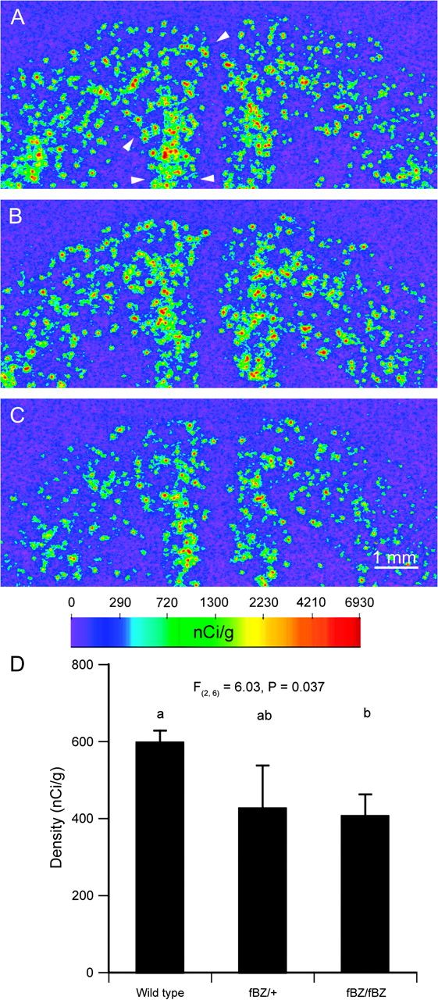 A
B
C
1 mm
0 290 720 1300 2230 4210 6930
nCi/g
D
800
F(2, 6) = 6.03, P = 0.037
a ab b
600
400
200
0
Density (nCi/g)
Wild type fBZ/+ fBZ/fBZ